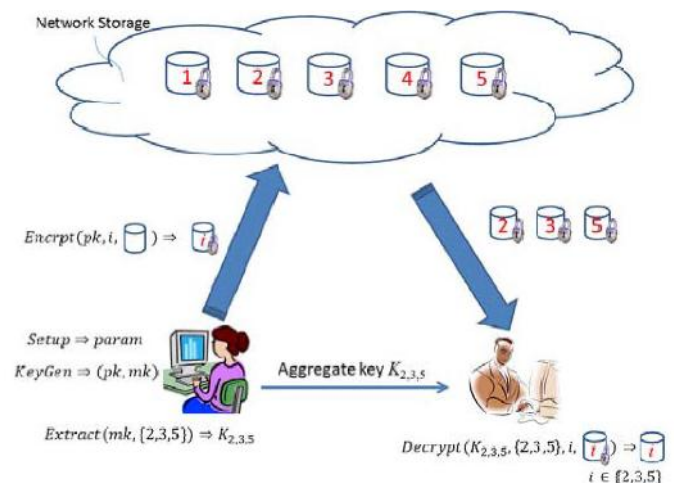 Network Storage
1 2 3 4 5
Encrpt(pk, i, ) ⇒ i
2 3 5
Setup ⇒ param
KeyGen ⇒ (pk, mk)
Aggregate key K2,3,5
Extract(mk, {2,3,5}) ⇒ K2,3,5
Decrypt(K2,3,5, {2,3,5}, i, i ) ⇒ i
i ∈ {2,3,5}